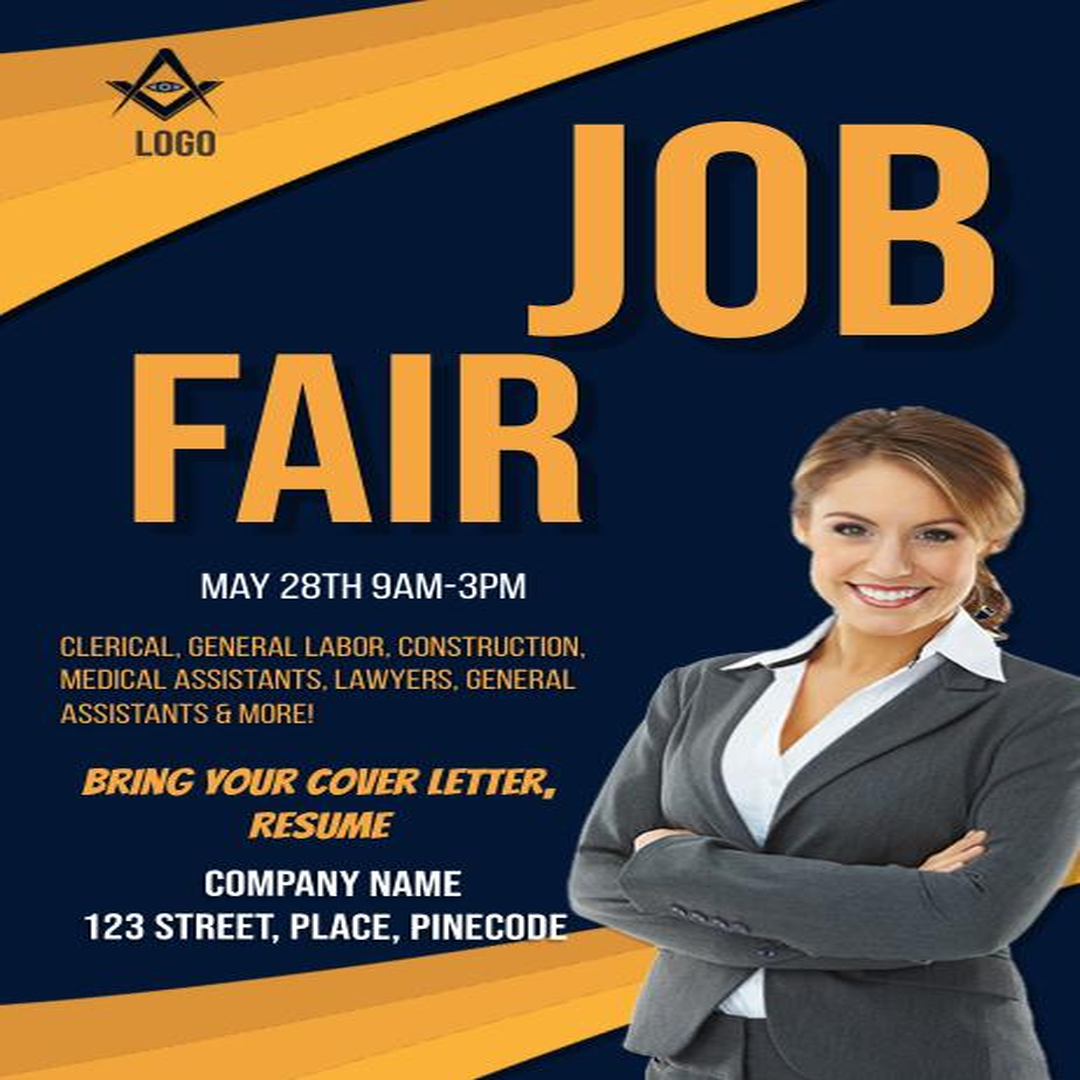 LOGO
JOB
FAIR
MAY 28TH 9AM-3PM
CLERICAL, GENERAL LABOR, CONSTRUCTION,
MEDICAL ASSISTANTS, LAWYERS, GENERAL
ASSISTANTS & MORE!
BRING YOUR COVER LETTER,
RESUME
COMPANY NAME
123 STREET, PLACE, PINECODE